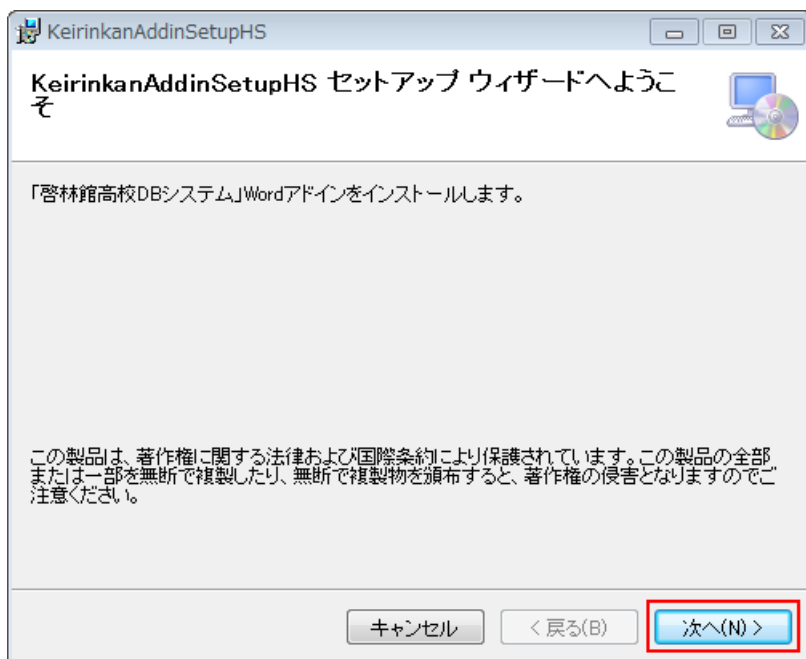 KeirinkanAddinSetupHS
KeirinkanAddinSetupHS セットアップ ウィザードへようこ
そ
「啓林館高校DBシステム」Wordアドインをインストールします。
この製品は、著作権に関する法律および国際条約により保護されています。この製品の全部
または一部を無断で複製したり、無断で複製物を頒布すると、著作権の侵害となりますのでご
注意ください。
キャンセル
< 戻る(B)
次へ(N) >